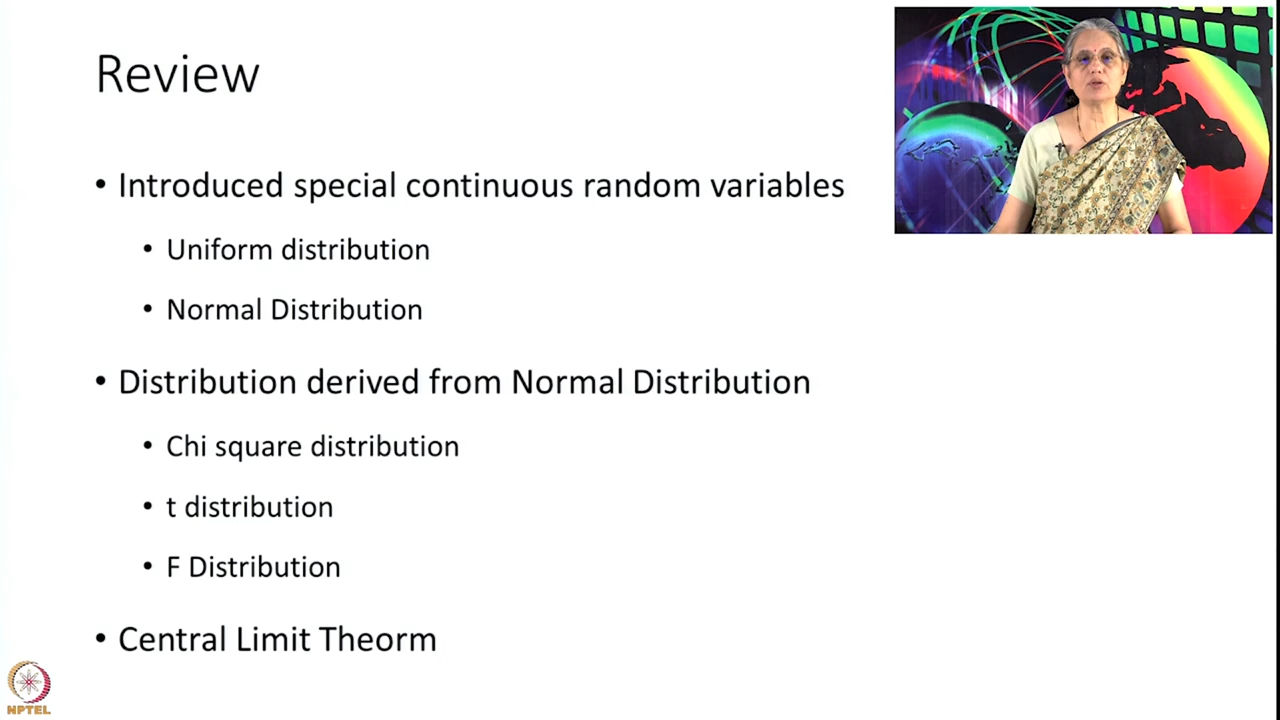 Review
• Introduced special continuous random variables
• Uniform distribution
• Normal Distribution
• Distribution derived from Normal Distribution
• Chi square distribution
• t distribution
• F Distribution
• Central Limit Theorm
NPTEL